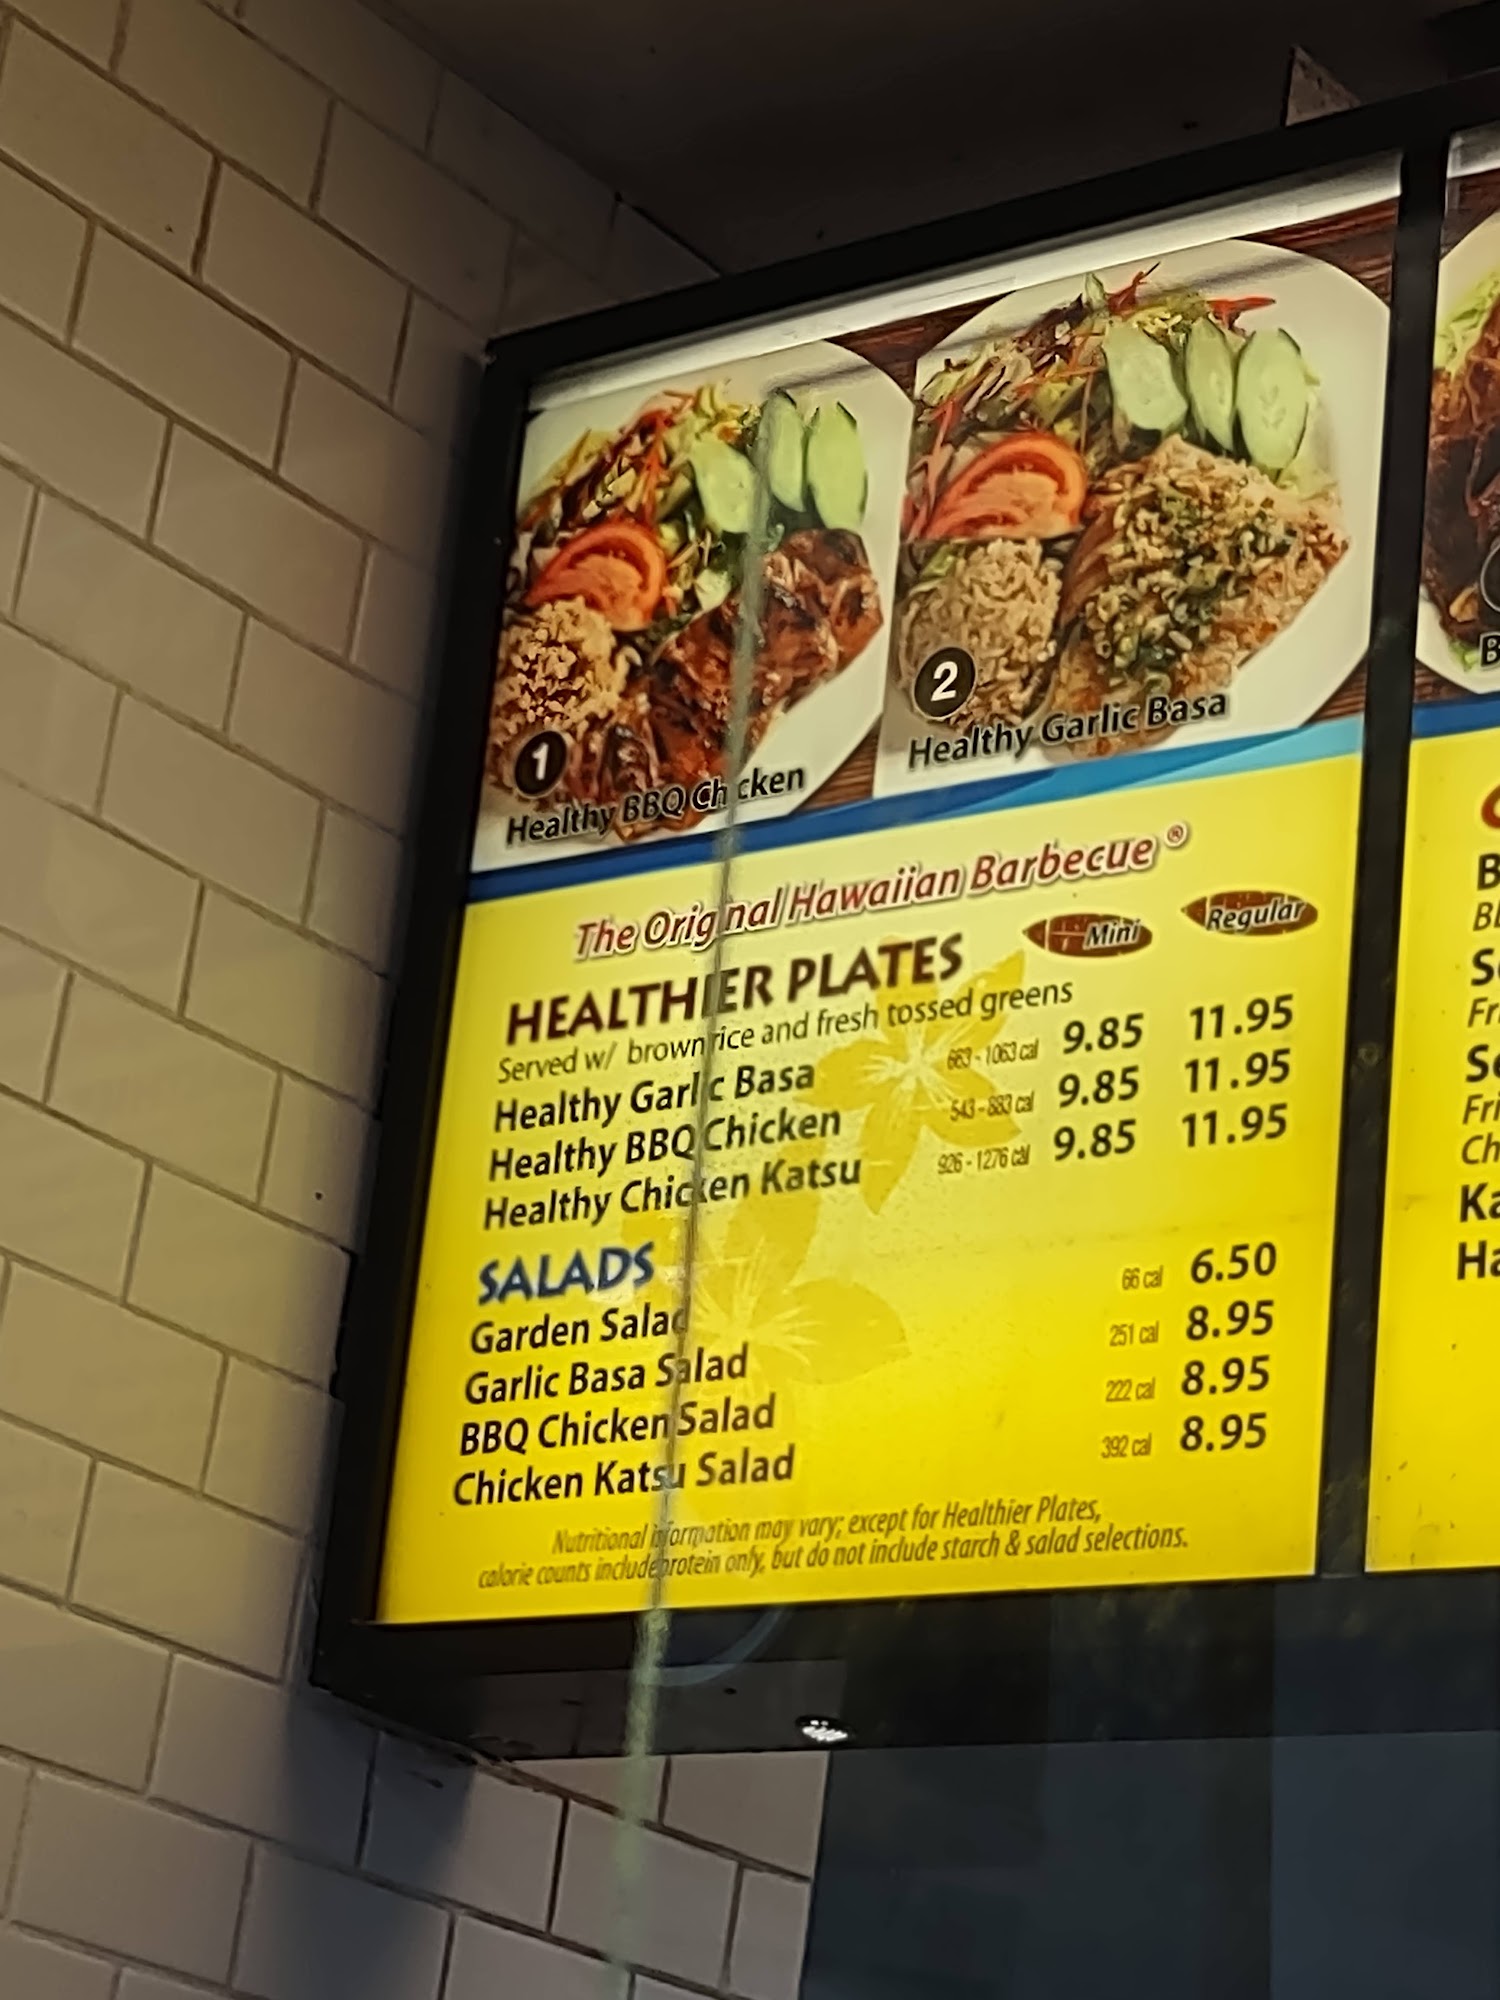 1
Healthy BBQ Chicken
2
Healthy Garlic Basa
The Original Hawaiian Barbecue®
Mini Regular
HEALTHIER PLATES
Served w/ brown rice and fresh tossed greens
Healthy Garlic Basa 663 - 1063 cal 9.85 11.95
Healthy BBQ Chicken 543 - 883 cal 9.85 11.95
Healthy Chicken Katsu 926 - 1276 cal 9.85 11.95
SALADS
Garden Salad 66 cal 6.50
Garlic Basa Salad 251 cal 8.95
BBQ Chicken Salad 222 cal 8.95
Chicken Katsu Salad 392 cal 8.95
Nutritional information may vary; except for Healthier Plates,
calorie counts include protein only, but do not include starch & salad selections.